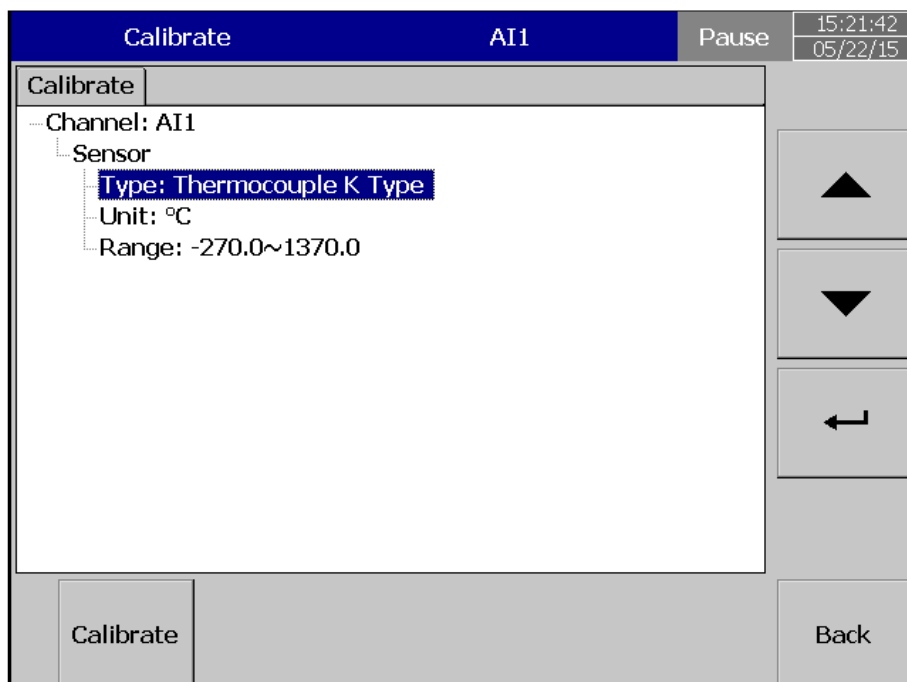 Calibrate AI1 Pause 15:21:42
05/22/15
Calibrate
Channel: AI1
Sensor
Type: Thermocouple K Type
Unit: °C
Range: -270.0~1370.0
Calibrate Back